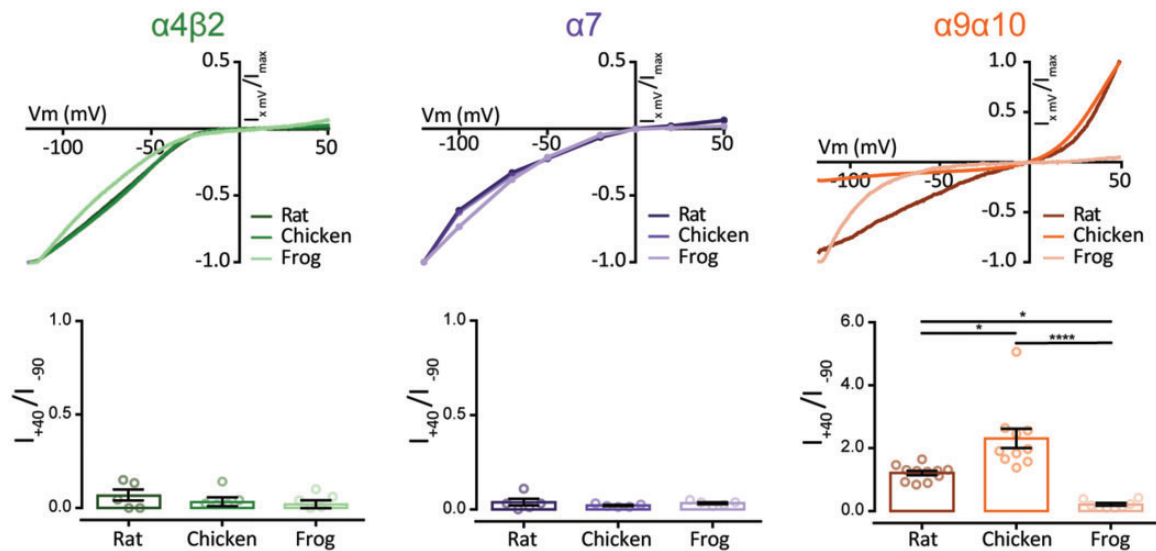 α4β2
α7
α9α10
0.5
I x mV/I max
Vm (mV)
-100
-50
50
-0.5
-1.0
Rat
Chicken
Frog
0.5
I x mV/I max
Vm (mV)
-100
-50
50
-0.5
-1.0
Rat
Chicken
Frog
1.0
I x mV/I max
0.5
Vm (mV)
-100
-50
50
-0.5
-1.0
Rat
Chicken
Frog
I +40/I -90
1.0
0.5
0.0
Rat Chicken Frog
I +40/I -90
1.0
0.5
0.0
Rat Chicken Frog
I +40/I -90
6.0
4.0
2.0
0.0
*
*
****
Rat Chicken Frog